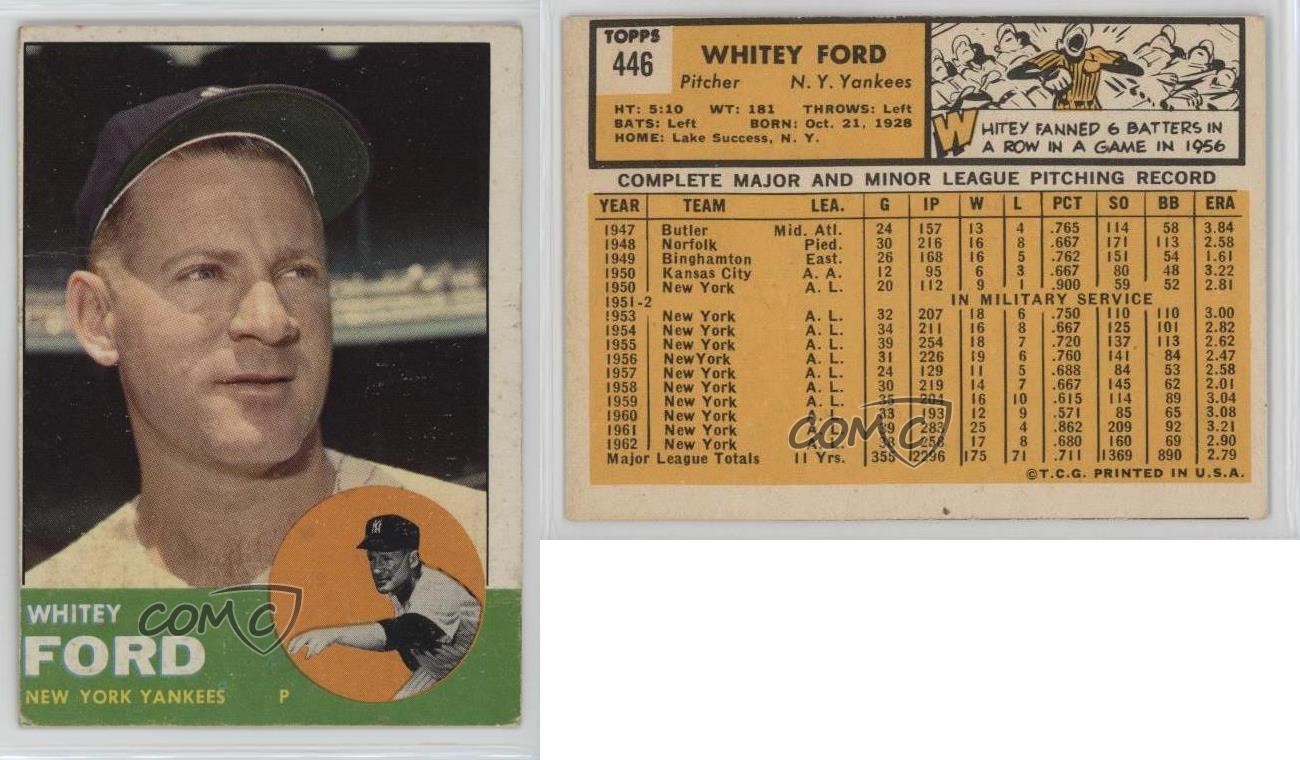 WHITEY
FORD
NEW YORK YANKEES P
COMC
TOPPS
446
WHITEY FORD
Pitcher N.Y. Yankees
HT: 5:10 WT: 181 THROWS: Left
BATS: Left BORN: Oct. 21, 1928
HOME: Lake Success, N. Y.
WHITEY FANNED 6 BATTERS IN
A ROW IN A GAME IN 1956
COMPLETE MAJOR AND MINOR LEAGUE PITCHING RECORD
YEAR TEAM LEA. G IP W L PCT SO BB ERA
1947 Butler Mid. Atl. 24 157 13 4 .765 114 58 3.84
1948 Norfolk Pied. 30 216 16 8 .667 171 113 2.58
1949 Binghamton East. 26 168 16 5 .762 151 54 1.61
1950 Kansas City A. A. 12 95 6 3 .667 80 48 3.22
1950 New York A. L. 20 112 9 1 .900 59 52 2.81
1951-2 IN MILITARY SERVICE
1953 New York A. L. 32 207 18 6 .750 110 110 3.00
1954 New York A. L. 34 211 16 8 .667 125 101 2.82
1955 New York A. L. 39 254 18 7 .720 137 113 2.62
1956 NewYork A. L. 31 226 19 6 .760 141 84 2.47
1957 New York A. L. 24 129 11 5 .688 84 53 2.58
1958 New York A. L. 30 219 14 7 .667 145 62 2.01
1959 New York A. L. 35 204 16 10 .615 114 89 3.04
1960 New York A. L. 33 193 12 9 .571 85 65 3.08
1961 New York A. L. 39 283 25 4 .862 209 92 3.21
1962 New York A. L. 38 258 17 8 .680 160 69 2.90
Major League Totals 11 Yrs. 355 2296 175 71 .711 1369 890 2.79
©T.C.G. PRINTED IN U.S.A.
COMC